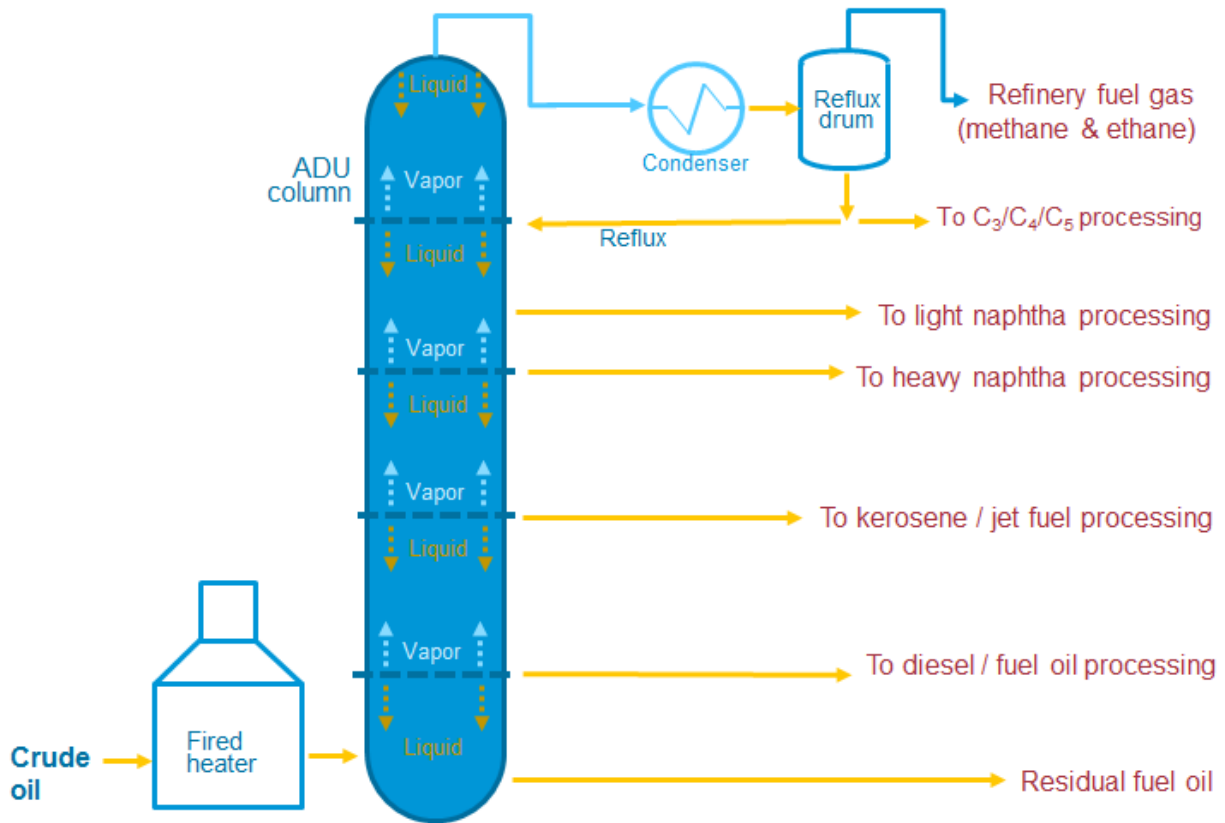 Liquid
Refinery fuel gas
(methane & ethane)
Reflux
drum
Condenser
ADU
column
Vapor
To C₃/C₄/C₅ processing
Reflux
Liquid
To light naphtha processing
Vapor
To heavy naphtha processing
Liquid
Vapor
To kerosene / jet fuel processing
Liquid
Vapor
To diesel / fuel oil processing
Liquid
Fired
heater
Crude
oil
Residual fuel oil